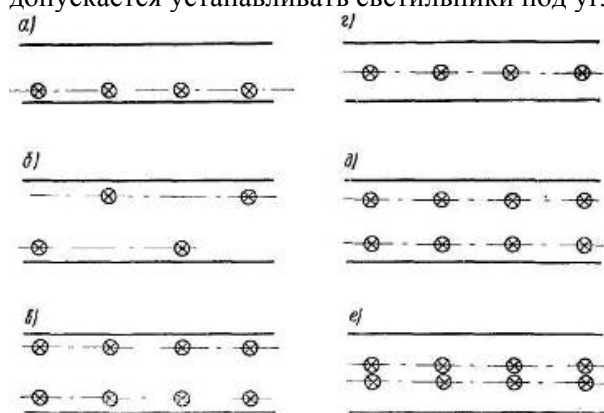 допускается устанавливать светильники под уг
а)
г)
б)
д)
в)
е)